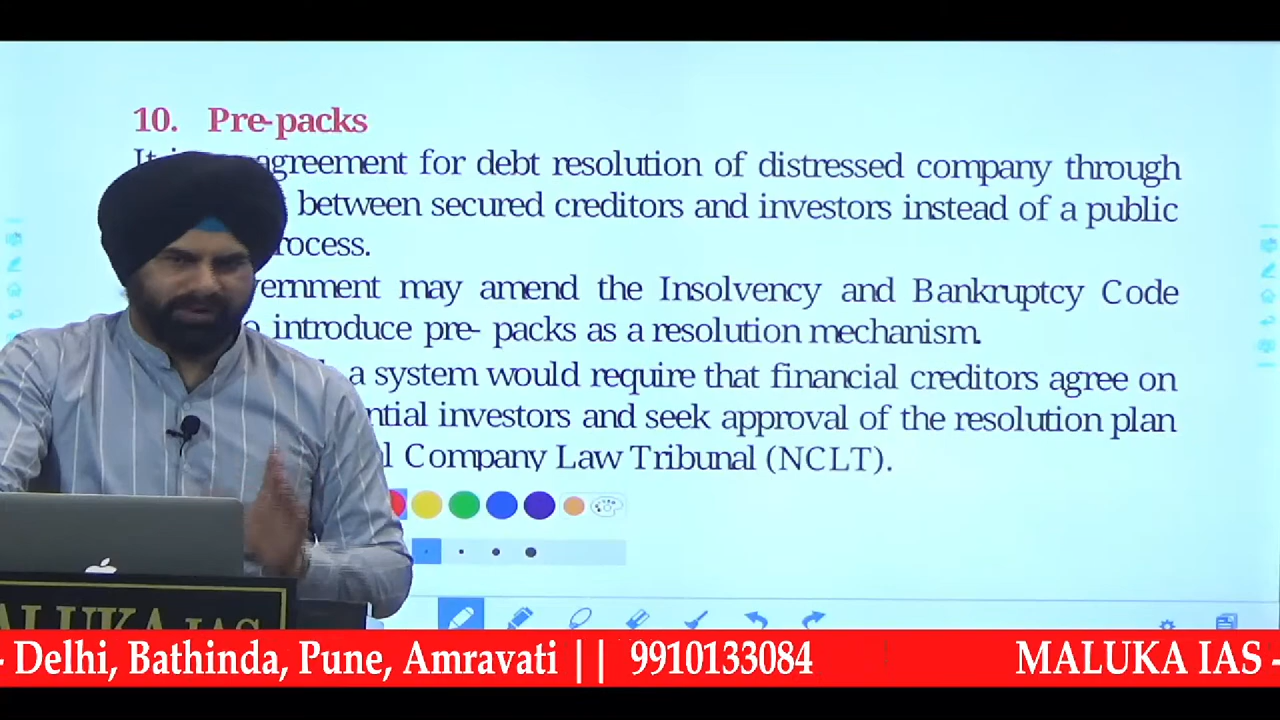 10. Pre-packs
It agreement for debt resolution of distressed company through
between secured creditors and investors instead of a public
rocess.
vernment may amend the Insolvency and Bankruptcy Code
introduce pre- packs as a resolution mechanism.
a system would require that financial creditors agree on
ntial investors and seek approval of the resolution plan
l Company Law Tribunal (NCLT).
ALUKA IAS
- Delhi, Bathinda, Pune, Amravati || 9910133084 MALUKA IAS -